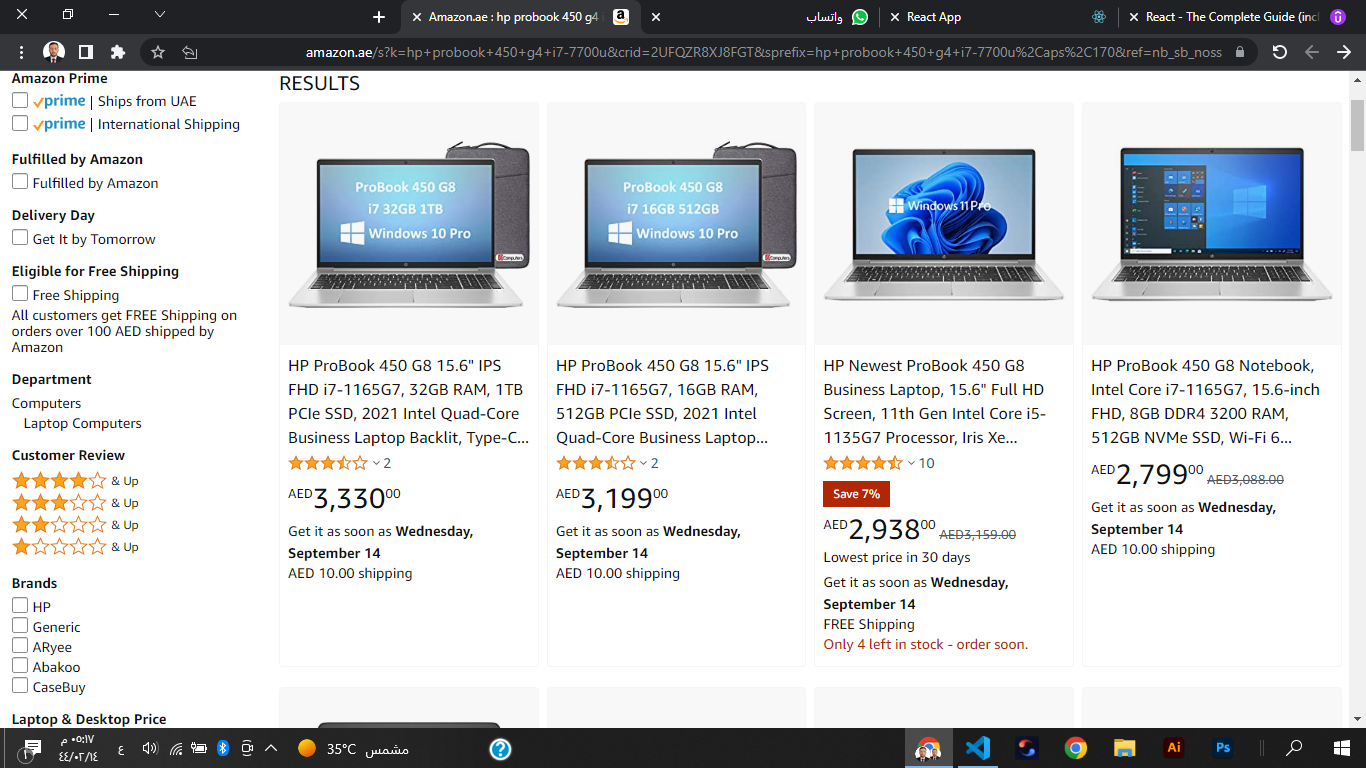 Amazon.ae : hp probook 450 g4 i
واتساب
React App
React - The Complete Guide (incl
amazon.ae/s?k=hp+probook+450+g4+i7-7700u&crid=2UFQZR8XJ8FGT&sprefix=hp+probook+450+g4+i7-7700u%2Caps%2C170&ref=nb_sb_noss
Amazon Prime
prime | Ships from UAE
prime | International Shipping
Fulfilled by Amazon
Fulfilled by Amazon
Delivery Day
Get It by Tomorrow
Eligible for Free Shipping
Free Shipping
All customers get FREE Shipping on
orders over 100 AED shipped by
Amazon
Department
Computers
Laptop Computers
Customer Review
& Up
& Up
& Up
& Up
Brands
HP
Generic
ARyee
Abakoo
CaseBuy
Laptop & Desktop Price
RESULTS
ProBook 450 G8
i7 32GB 1TB
Windows 10 Pro
Computers
HP ProBook 450 G8 15.6" IPS
FHD i7-1165G7, 32GB RAM, 1TB
PCIe SSD, 2021 Intel Quad-Core
Business Laptop Backlit, Type-C...
2
AED3,33000
Get it as soon as Wednesday,
September 14
AED 10.00 shipping
ProBook 450 G8
i7 16GB 512GB
Windows 10 Pro
Computers
HP ProBook 450 G8 15.6" IPS
FHD i7-1165G7, 16GB RAM,
512GB PCIe SSD, 2021 Intel
Quad-Core Business Laptop...
2
AED3,19900
Get it as soon as Wednesday,
September 14
AED 10.00 shipping
Windows 11 Pro
HP Newest ProBook 450 G8
Business Laptop, 15.6" Full HD
Screen, 11th Gen Intel Core i5-
1135G7 Processor, Iris Xe...
10
Save 7%
AED2,93800 AED3,159.00
Lowest price in 30 days
Get it as soon as Wednesday,
September 14
FREE Shipping
Only 4 left in stock - order soon.
HP ProBook 450 G8 Notebook,
Intel Core i7-1165G7, 15.6-inch
FHD, 8GB DDR4 3200 RAM,
512GB NVMe SSD, Wi-Fi 6...
AED2,79900 AED3,088.00
Get it as soon as Wednesday,
September 14
AED 10.00 shipping
1
٠٥:١٧ م
٤٤/٠٢/١٤
ع
35°C مشمس
Ai
Ps